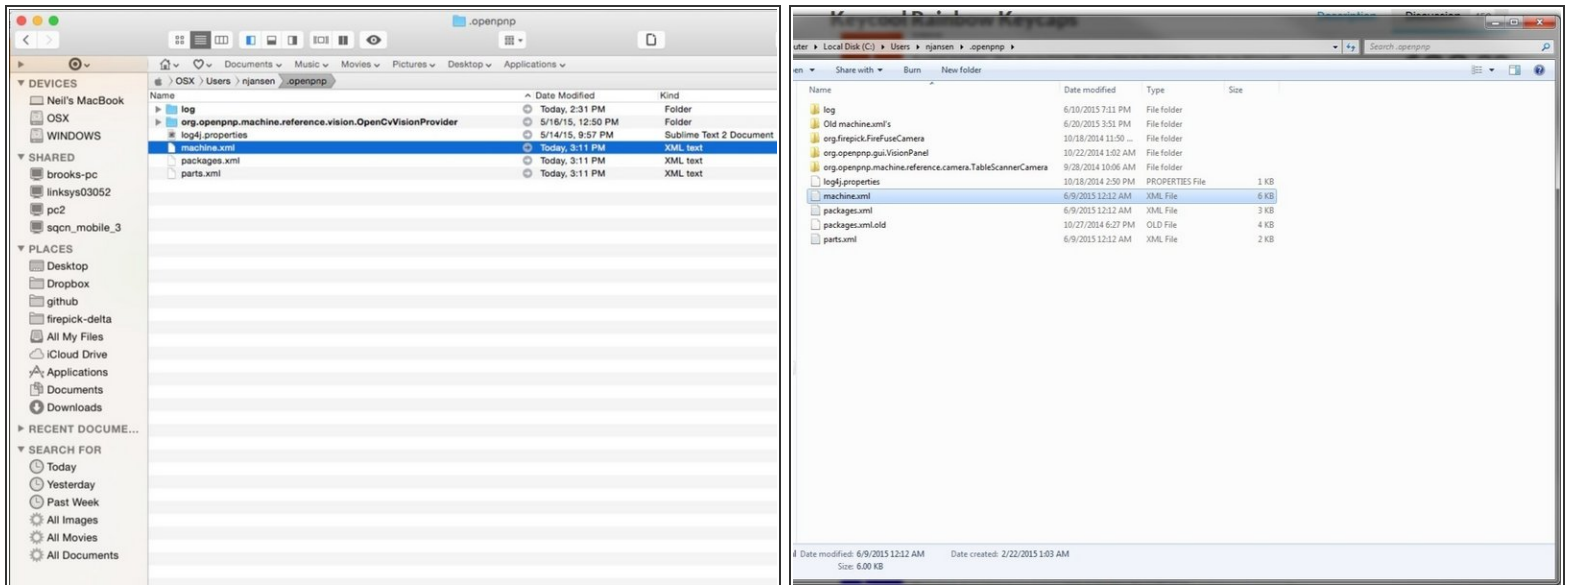 .openpnp
Documents Music Movies Pictures Desktop Applications
OSX Users njansen .openpnp
Name Date Modified Kind
DEVICES
Neil's MacBook
OSX
WINDOWS
SHARED
brooks-pc
linksys03052
pc2
sqcn_mobile_3
PLACES
Desktop
Dropbox
github
firepick-delta
All My Files
iCloud Drive
Applications
Documents
Downloads
RECENT DOCUME...
SEARCH FOR
Today
Yesterday
Past Week
All Images
All Movies
All Documents
log Today, 2:31 PM Folder
org.openpnp.machine.reference.vision.OpenCvVisionProvider 5/16/15, 12:50 PM Folder
log4j.properties 5/14/15, 9:57 PM Sublime Text 2 Document
machine.xml Today, 3:11 PM XML text
packages.xml Today, 3:11 PM XML text
parts.xml Today, 3:11 PM XML text
Keycool Rainbow Keycaps Description Discussion
uter Local Disk (C:) Users njansen .openpnp Search .openpnp
en Share with Burn New folder
Name Date modified Type Size
log 6/10/2015 7:11 PM File folder
Old machine.xml's 6/20/2015 3:51 PM File folder
org.firepick.FireFuseCamera 10/18/2014 11:50 ... File folder
org.openpnp.gui.VisionPanel 10/22/2014 1:02 AM File folder
org.openpnp.machine.reference.camera.TableScannerCamera 9/28/2014 10:06 AM File folder
log4j.properties 10/18/2014 2:50 PM PROPERTIES File 1 KB
machine.xml 6/9/2015 12:12 AM XML File 6 KB
packages.xml 6/9/2015 12:12 AM XML File 3 KB
packages.xml.old 10/27/2014 6:27 PM OLD File 4 KB
parts.xml 6/9/2015 12:12 AM XML File 2 KB
Date modified: 6/9/2015 12:12 AM Date created: 2/22/2015 1:03 AM
Size: 6.00 KB